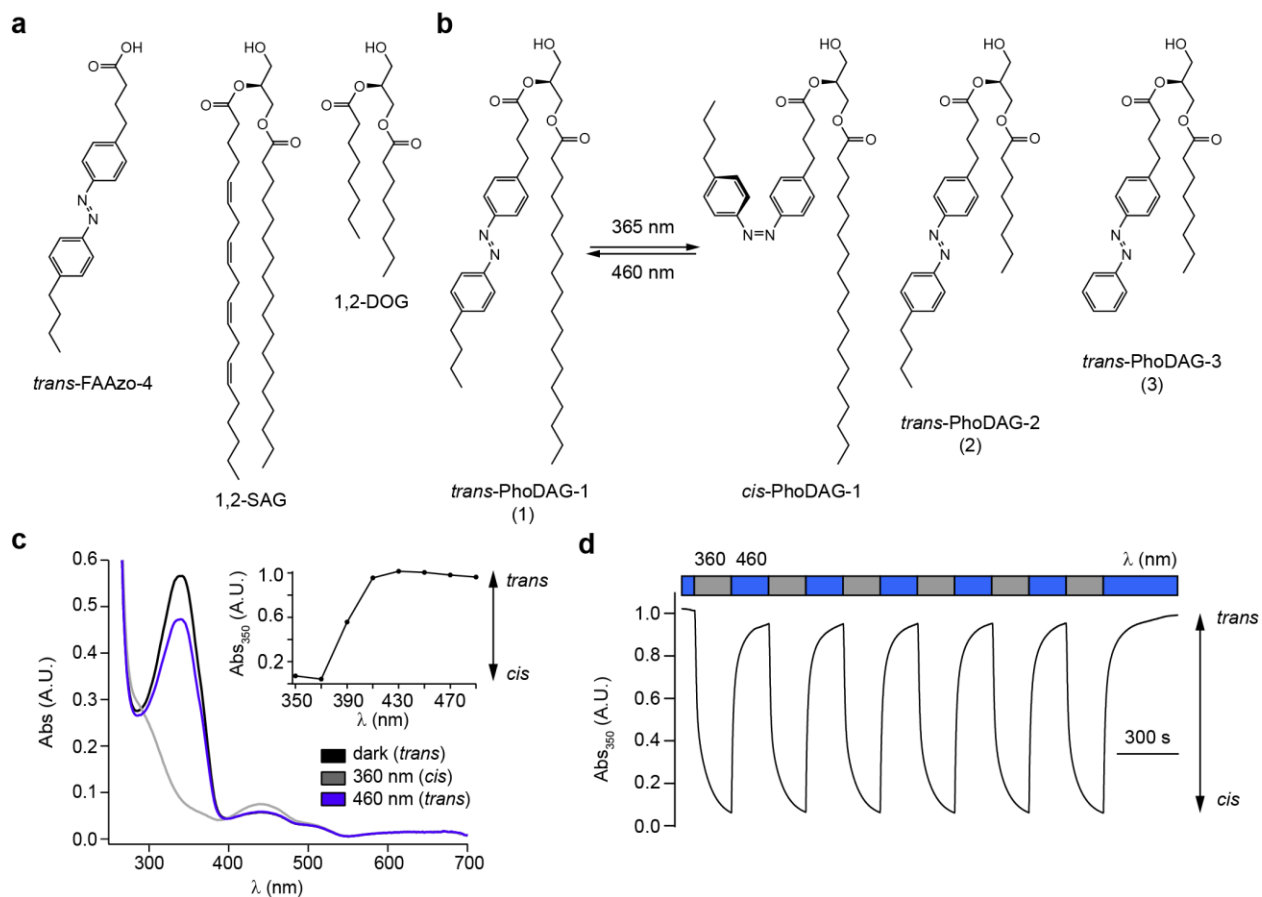 a
OH
O
HO
O
O
O
O
N
N
trans-FAAzo-4
1,2-SAG
HO
O
O
O
O
1,2-DOG
b
HO
O
O
O
O
N
N
trans-PhoDAG-1
(1)
365 nm
460 nm
HO
O
O
O
O
N=N
cis-PhoDAG-1
HO
O
O
O
O
N
N
trans-PhoDAG-2
(2)
HO
O
O
O
O
N
N
trans-PhoDAG-3
(3)
c
Abs (A.U.)
0.6
0.5
0.4
0.3
0.2
0.1
0.0
300 400 500 600 700
λ (nm)
Abs350 (A.U.)
1.0
0.8
0.6
0.4
0.2
350 390 430 470
λ (nm)
trans
cis
dark (trans)
360 nm (cis)
460 nm (trans)
d
360 460 λ (nm)
Abs350 (A.U.)
1.0
0.8
0.6
0.4
0.2
0.0
300 s
trans
cis